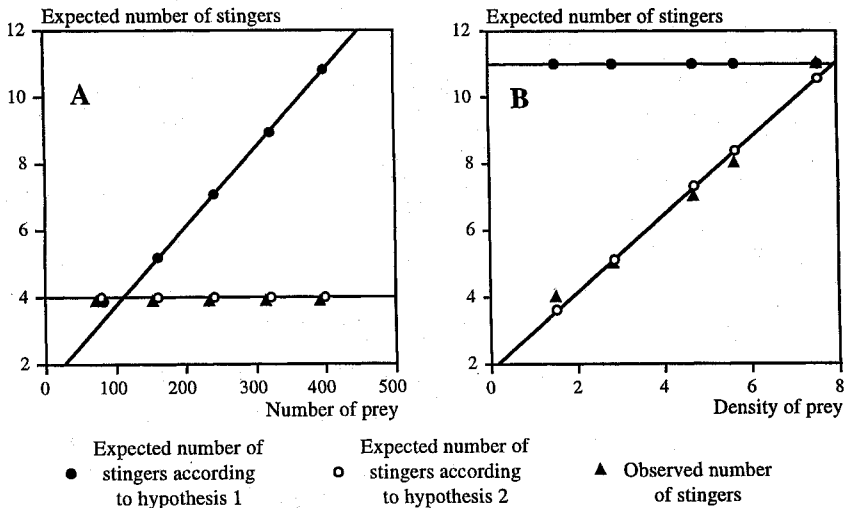 Expected number of stingers
12
10
8
6
4
2
A
0 100 200 300 400 500
Number of prey
Expected number of stingers
12
10
8
6
4
2
B
0 2 4 6 8
Density of prey
Expected number of
stingers according
to hypothesis 1
Expected number of
stingers according
to hypothesis 2
Observed number
of stingers